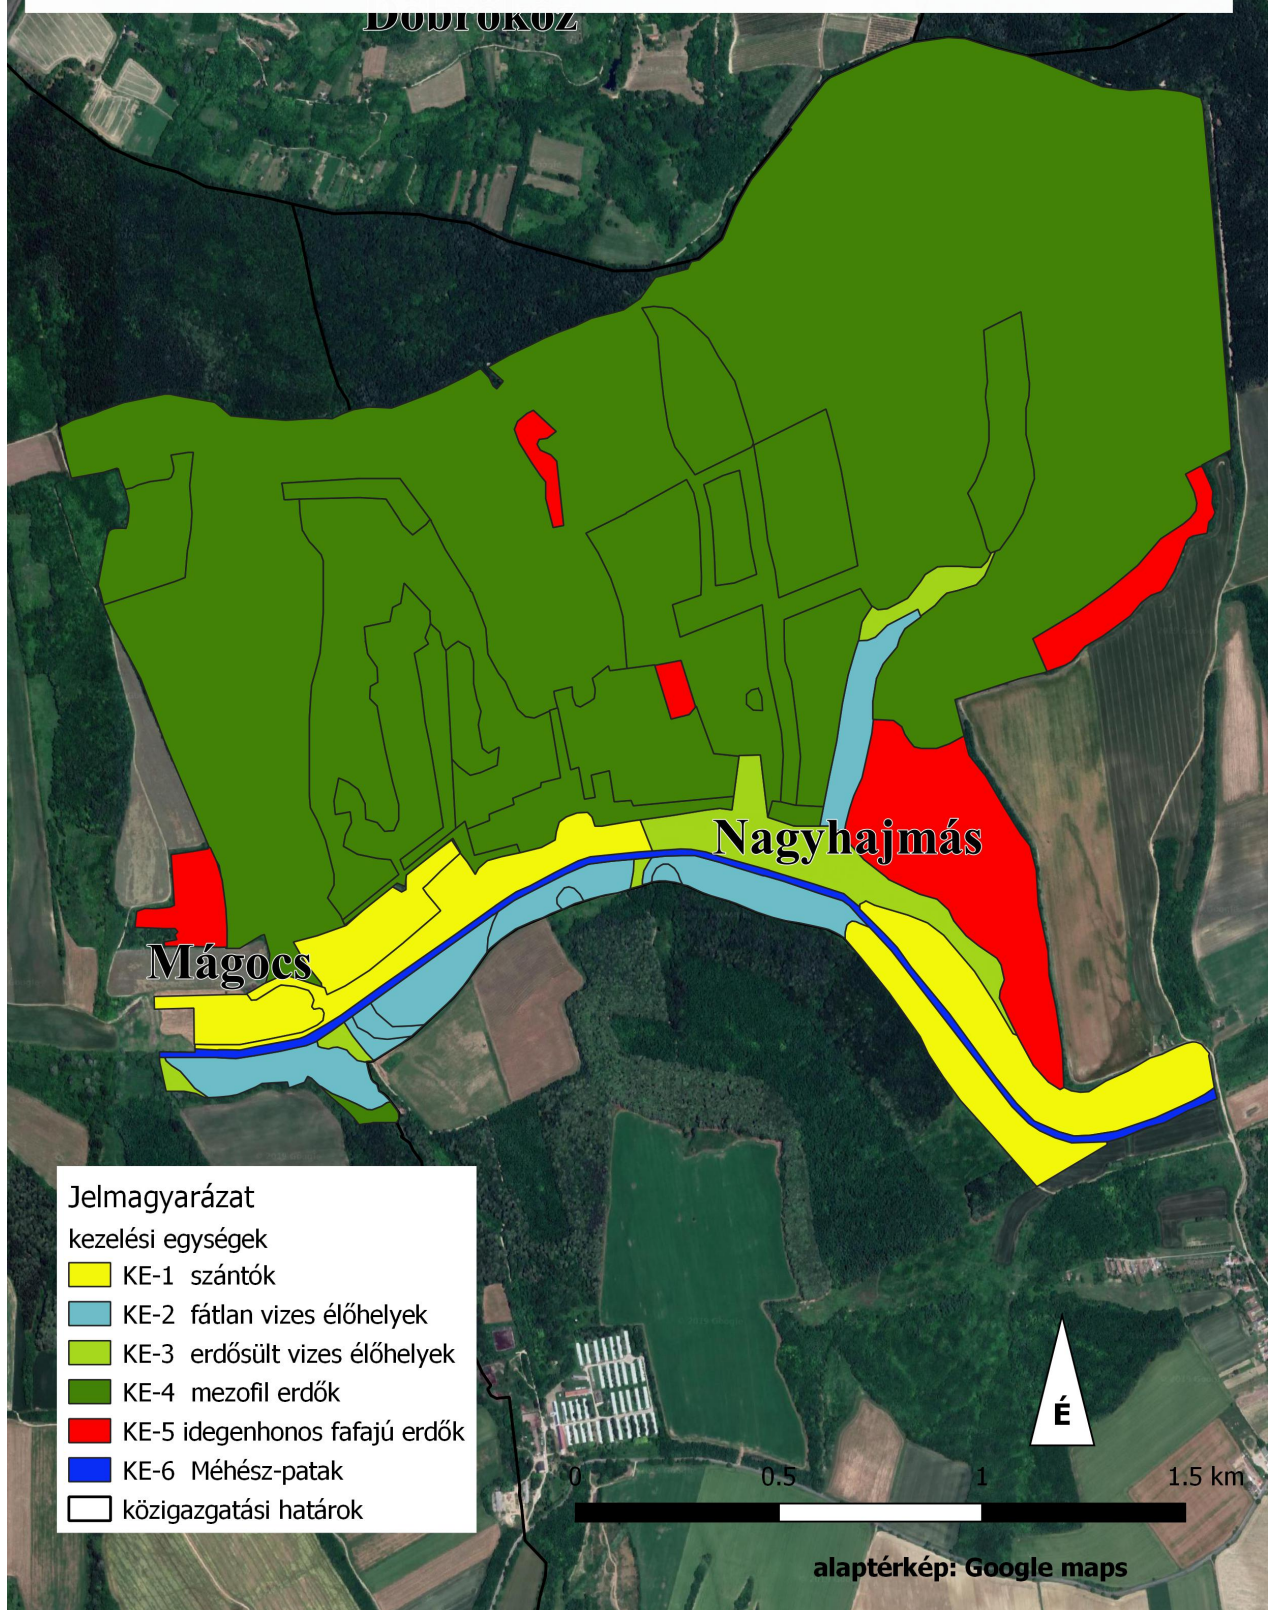 Döbrököz
Nagyhajmás
Mágocs
Jelmagyarázat
kezelési egységek
KE-1 szántók
KE-2 fátlan vizes élőhelyek
KE-3 erdősült vizes élőhelyek
KE-4 mezofil erdők
KE-5 idegenhonos fafajú erdők
KE-6 Méhész-patak
közigazgatási határok
É
0 0.5 1 1.5 km
alaptérkép: Google maps